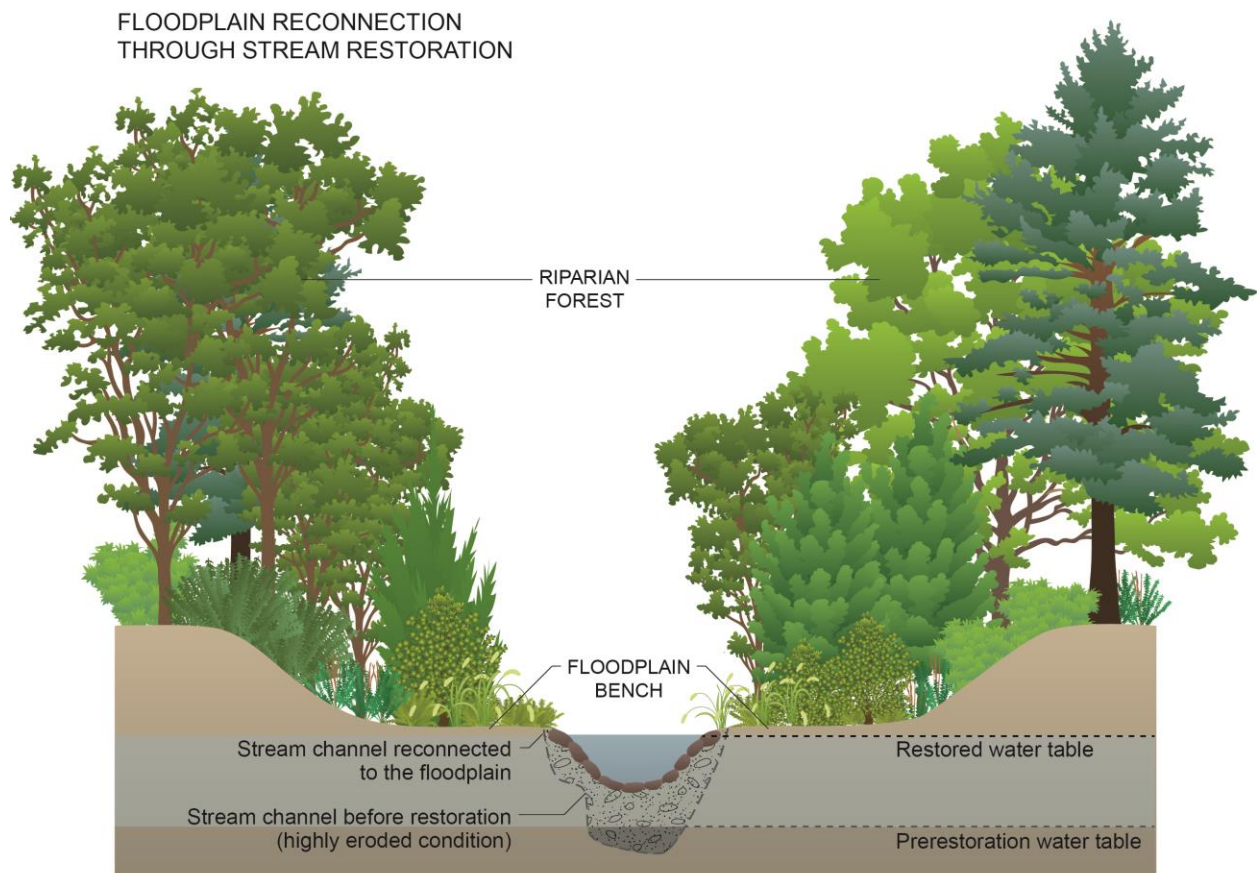 FLOODPLAIN RECONNECTION
THROUGH STREAM RESTORATION
RIPARIAN
FOREST
FLOODPLAIN
BENCH
Stream channel reconnected
to the floodplain
Restored water table
Stream channel before restoration
(highly eroded condition)
Prerestoration water table